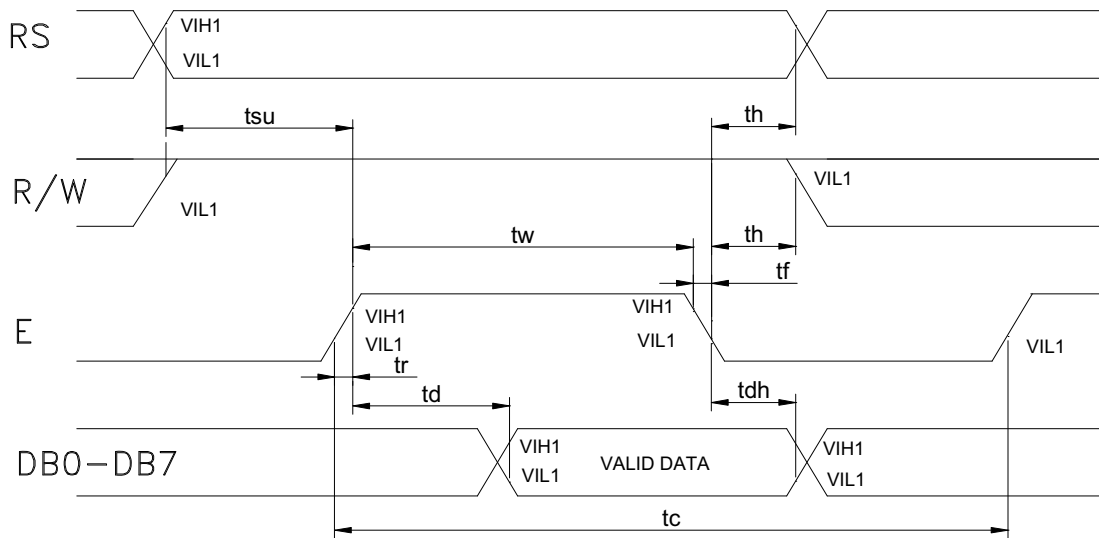 RS
VIH1
VIL1
tsu
th
R/W
VIL1
VIL1
tw
th
tf
E
VIH1
VIL1
VIH1
VIL1
VIL1
tr
td
tdh
DB0-DB7
VIH1
VIL1
VALID DATA
VIH1
VIL1
tc